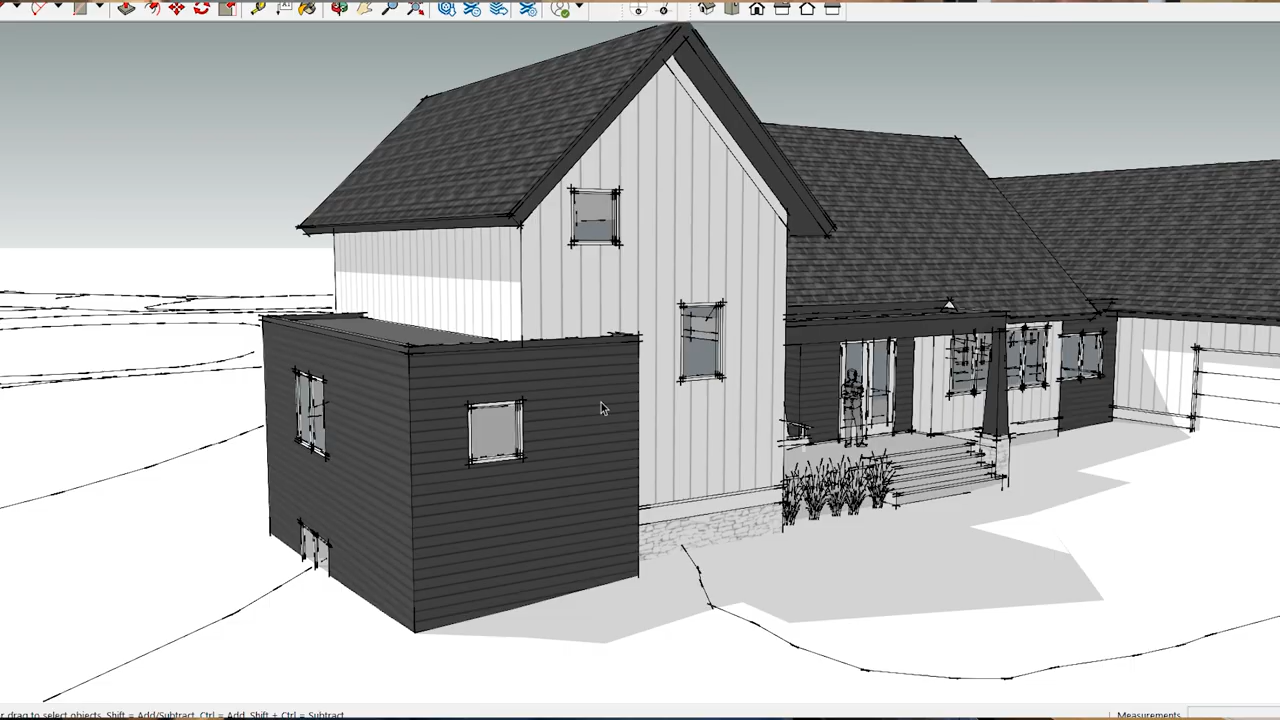 r drag to select objects. Shift = Add/Subtract. Ctrl = Add. Shift + Ctrl = Subtract.
Measurements